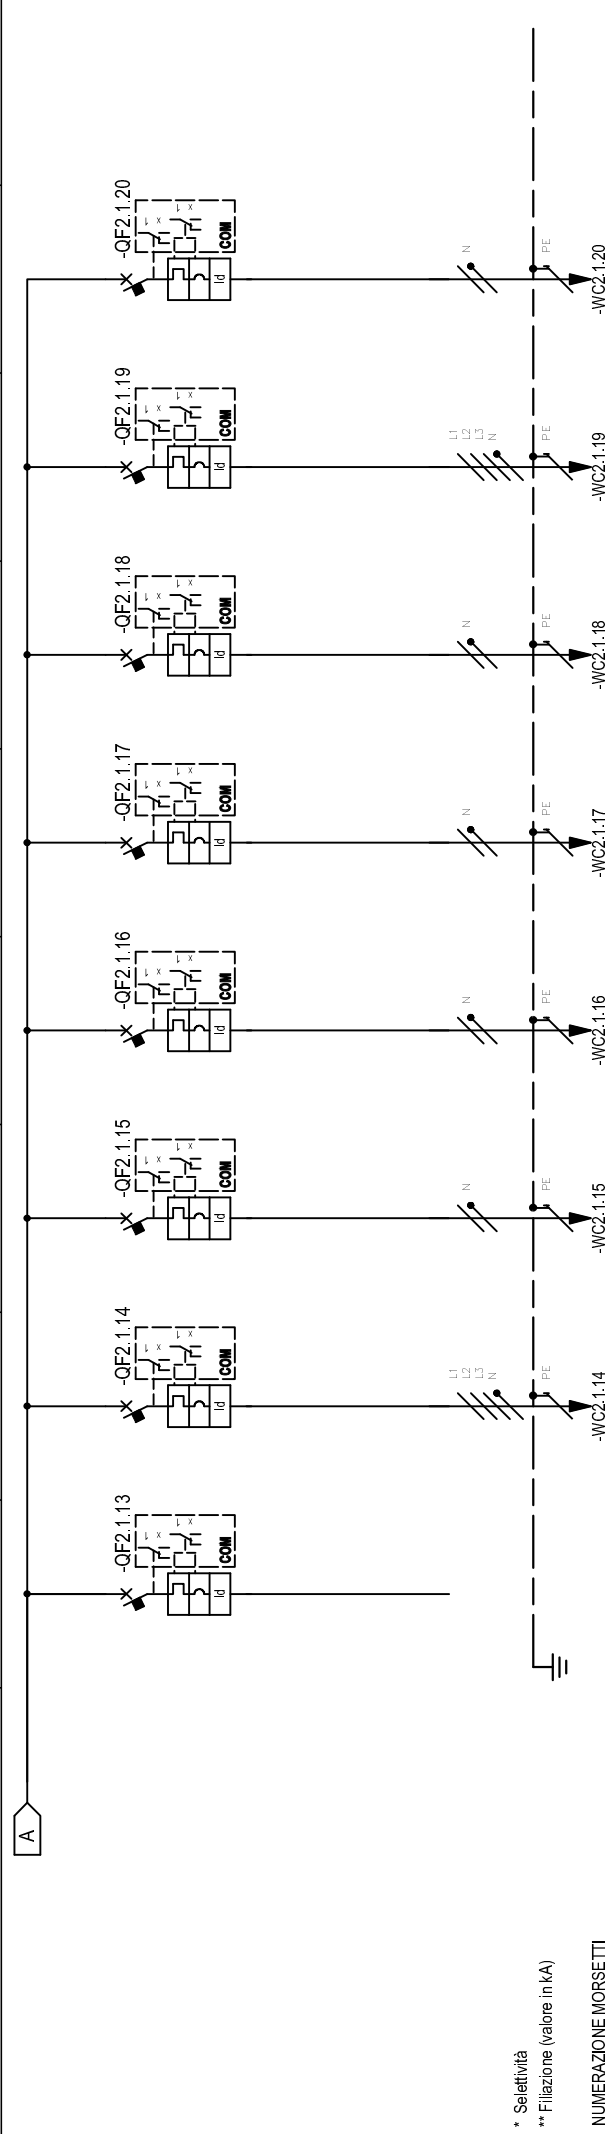 A
-QF2.1.13
-QF2.1.14
-QF2.1.15
-QF2.1.16
-QF2.1.17
-QF2.1.18
-QF2.1.19
-QF2.1.20
COM
COM
COM
COM
COM
COM
COM
COM
Id
Id
Id
Id
Id
Id
Id
Id
L1
L2
L3
N
N
N
N
N
L1
L2
L3
N
N
* Selettività
** Filiazione (valore in kA)
PE
PE
PE
PE
PE
PE
PE
NUMERAZIONE MORSETTI
-WC2.1.14
-WC2.1.15
-WC2.1.16
-WC2.1.17
-WC2.1.18
-WC2.1.19
-WC2.1.20